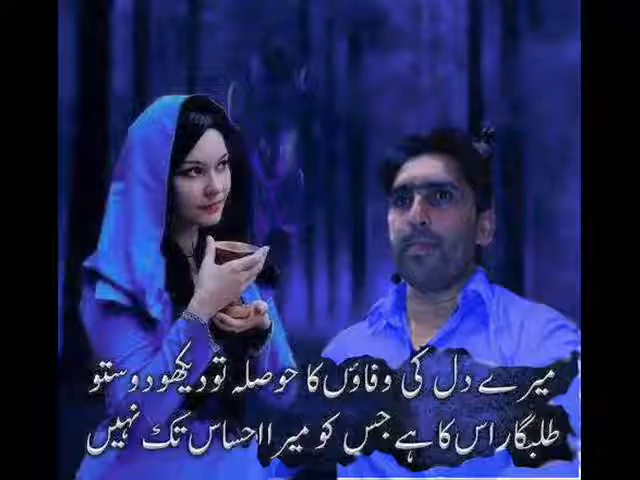 میرے دل کی وفاؤں کا حوصلہ تو دیکھو دوستو
طلبگار اس کا ہے جس کو میرا احساس تک نہیں